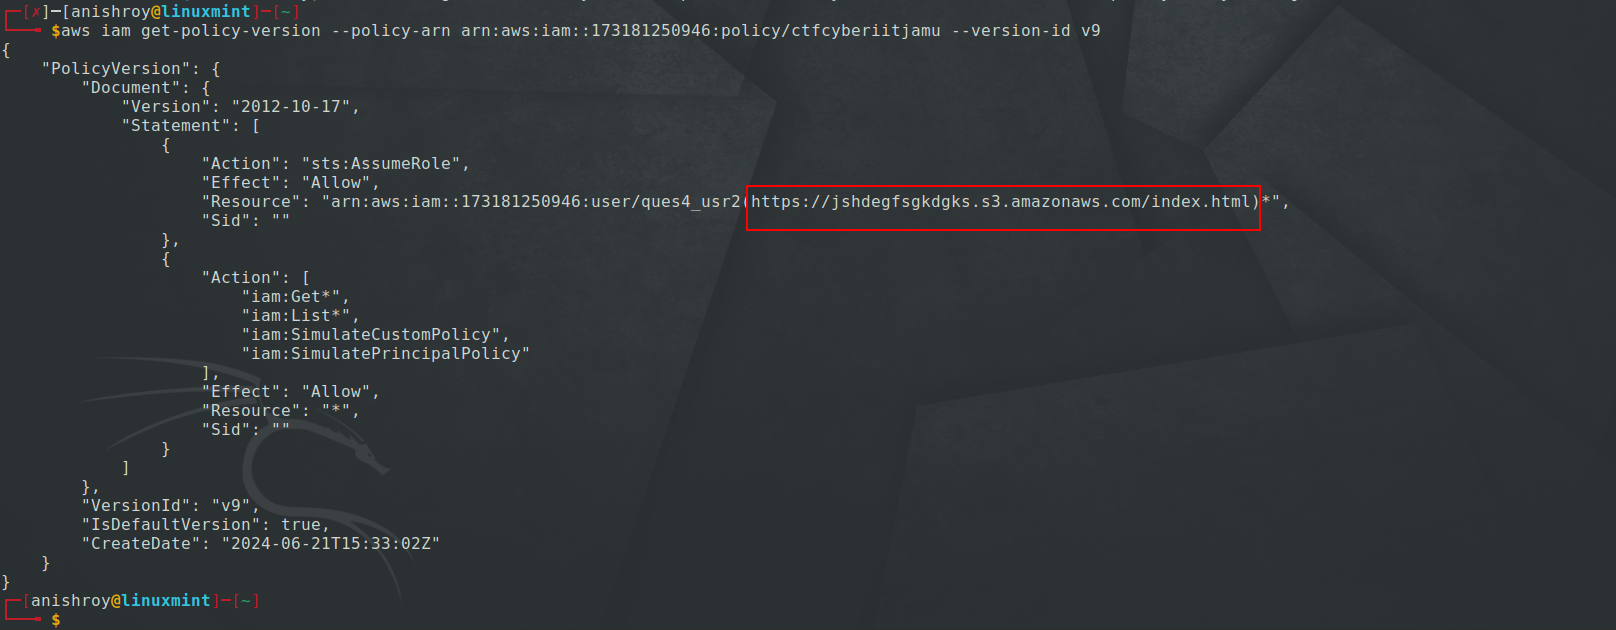 [✗]─[anishroy@linuxmint]─[~]
$aws iam get-policy-version --policy-arn arn:aws:iam::173181250946:policy/ctfcyberiitjamu --version-id v9
{
    "PolicyVersion": {
        "Document": {
            "Version": "2012-10-17",
            "Statement": [
                {
                    "Action": "sts:AssumeRole",
                    "Effect": "Allow",
                    "Resource": "arn:aws:iam::173181250946:user/ques4_usr2(https://jshdegfsgkdgks.s3.amazonaws.com/index.html)*",
                    "Sid": ""
                },
                {
                    "Action": [
                        "iam:Get*",
                        "iam:List*",
                        "iam:SimulateCustomPolicy",
                        "iam:SimulatePrincipalPolicy"
                    ],
                    "Effect": "Allow",
                    "Resource": "*",
                    "Sid": ""
                }
            ]
        },
        "VersionId": "v9",
        "IsDefaultVersion": true,
        "CreateDate": "2024-06-21T15:33:02Z"
    }
}
[anishroy@linuxmint]─[~]
$